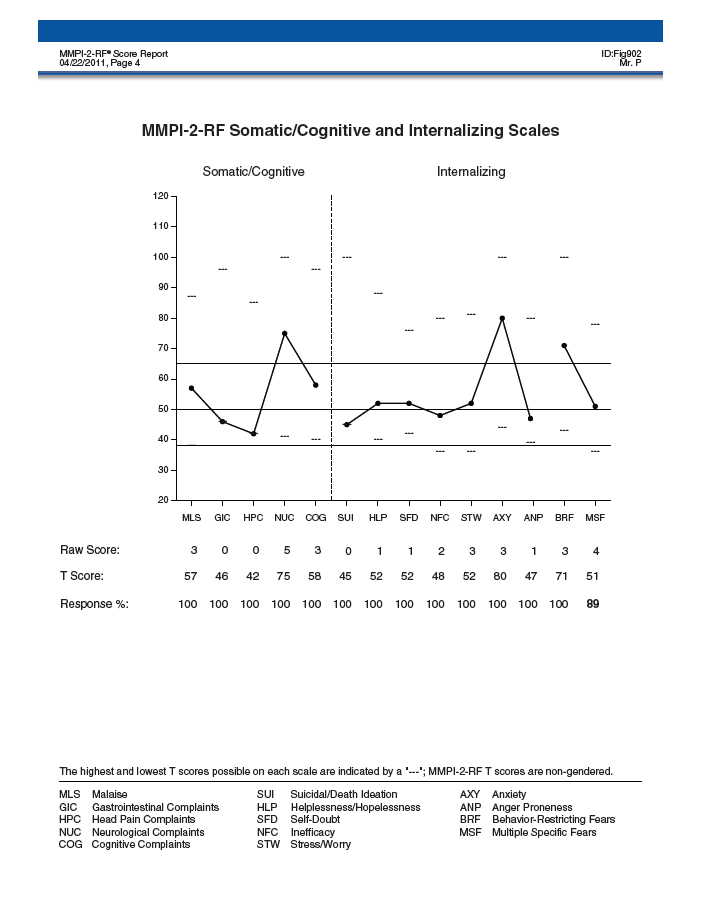 MMPI-2-RF® Score Report ID:Fig902
04/22/2011, Page 4 Mr. P
MMPI-2-RF Somatic/Cognitive and Internalizing Scales
Somatic/Cognitive Internalizing
120
110
100
90
80
70
60
50
40
30
20
MLS GIC HPC NUC COG SUI HLP SFD NFC STW AXY ANP BRF MSF
Raw Score: 3 0 0 5 3 0 1 1 2 3 3 1 3 4
T Score: 57 46 42 75 58 45 52 52 48 52 80 47 71 51
Response %: 100 100 100 100 100 100 100 100 100 100 100 100 100 89
The highest and lowest T scores possible on each scale are indicated by a "---"; MMPI-2-RF T scores are non-gendered.
MLS Malaise SUI Suicidal/Death Ideation AXY Anxiety
GIC Gastrointestinal Complaints HLP Helplessness/Hopelessness ANP Anger Proneness
HPC Head Pain Complaints SFD Self-Doubt BRF Behavior-Restricting Fears
NUC Neurological Complaints NFC Inefficacy MSF Multiple Specific Fears
COG Cognitive Complaints STW Stress/Worry